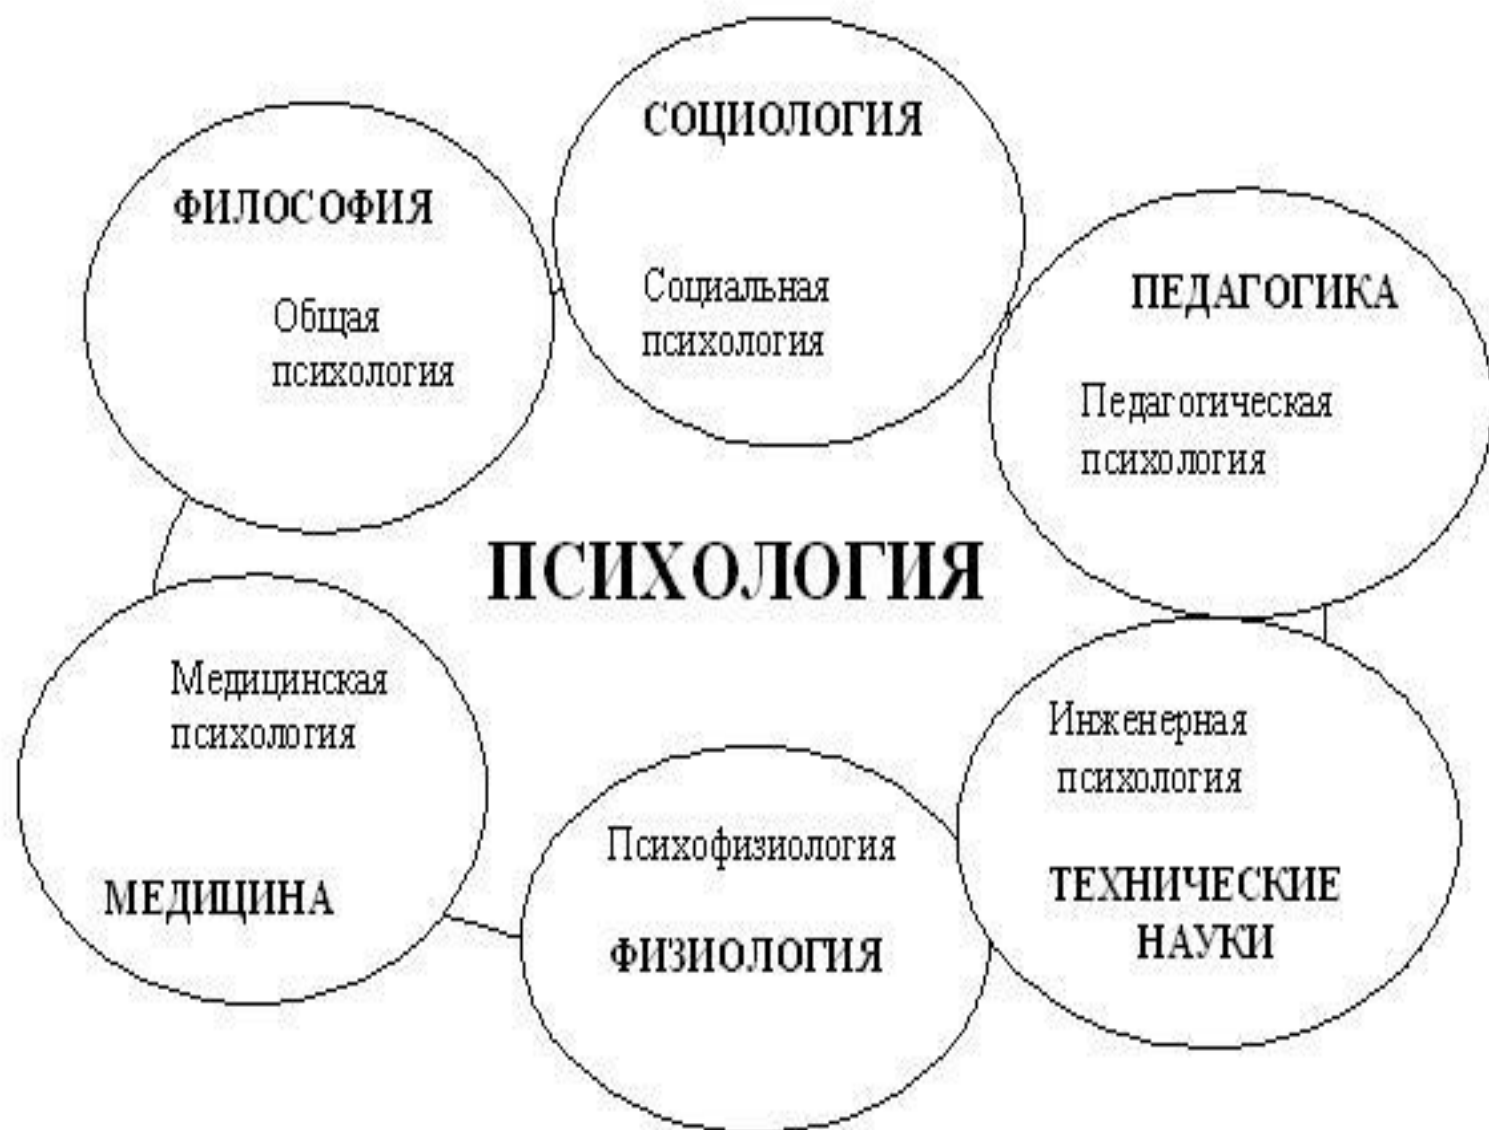 СОЦИОЛОГИЯ
Социальная
психология
ФИЛОСОФИЯ
Общая
психология
ПЕДАГОГИКА
Педагогическая
психология
ПСИХОЛОГИЯ
Медицинская
психология
МЕДИЦИНА
Психофизиология
ФИЗИОЛОГИЯ
Инженерная
психология
ТЕХНИЧЕСКИЕ
НАУКИ